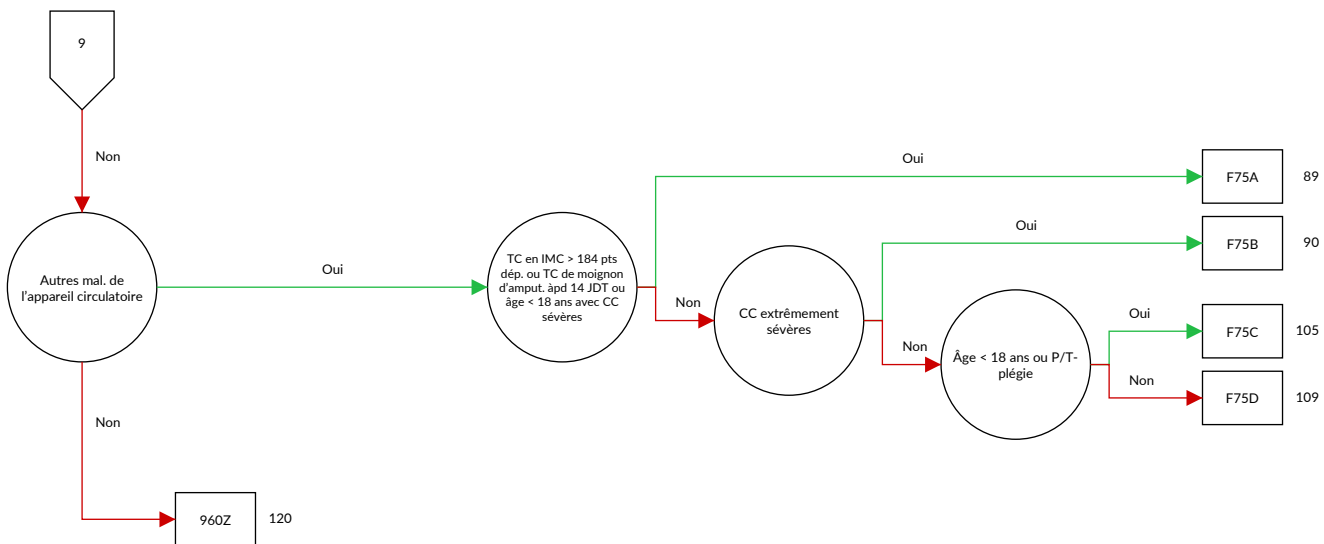 9
Non
Autres mal. de
l'appareil circulatoire
Oui
TC en IMC > 184 pts
dép. ou TC de moignon
d'amput. àpd 14 JDT ou
âge < 18 ans avec CC
sévères
Oui
F75A
89
Non
CC extrêmement
sévères
Oui
F75B
90
Non
Âge < 18 ans ou P/T-
plégie
Oui
F75C
105
Non
F75D
109
Non
960Z
120